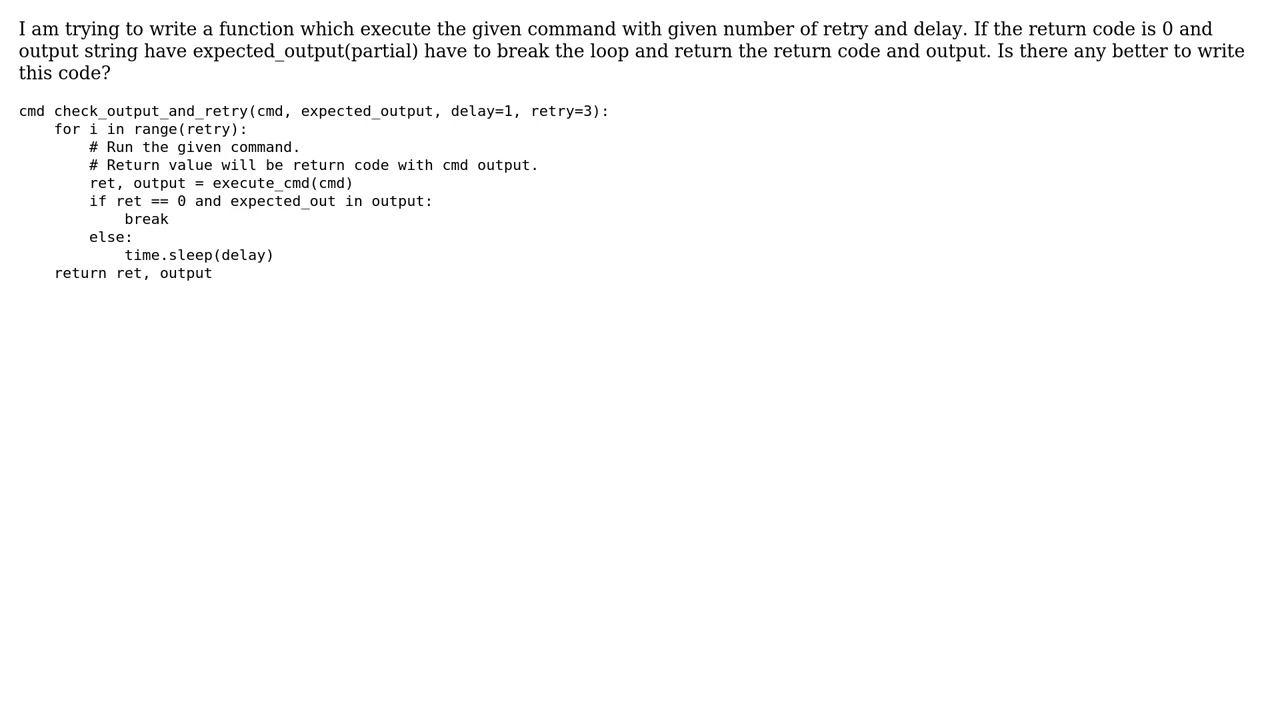 I am trying to write a function which execute the given command with given number of retry and delay. If the return code is 0 and
output string have expected_output(partial) have to break the loop and return the return code and output. Is there any better to write
this code?
cmd check_output_and_retry(cmd, expected_output, delay=1, retry=3):
    for i in range(retry):
        # Run the given command.
        # Return value will be return code with cmd output.
        ret, output = execute_cmd(cmd)
        if ret == 0 and expected_out in output:
            break
        else:
            time.sleep(delay)
    return ret, output